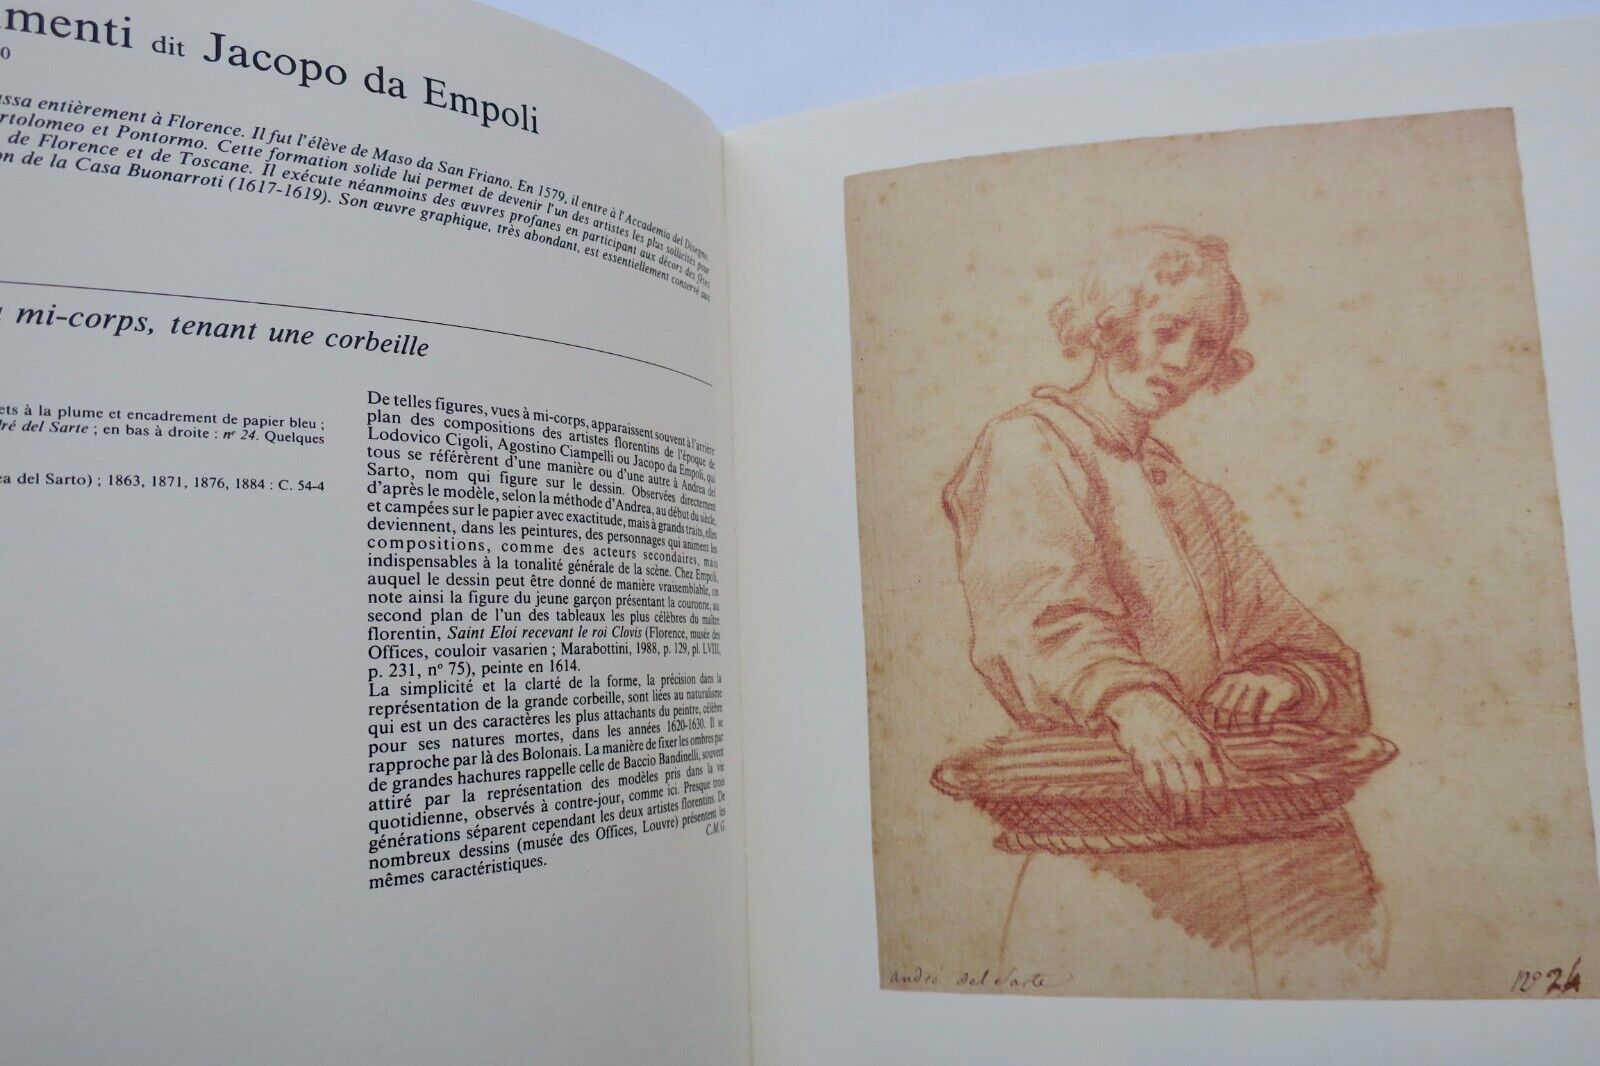 dit Jacopo da Empoli
0
entièrement à Florence. Il fut l'élève de Maso da San Friano. En 1579, il entre à l'Accademia del Disegno,
et Pontormo. Cette formation solide lui permet de devenir l'un des artistes les plus sollicités pour
de Florence et de Toscane. Il exécute néanmoins des œuvres profanes en participant aux décors des fêtes
de la Casa Buonarroti (1617-1619). Son œuvre graphique, très abondant, est essentiellement conservé aux
mi-corps, tenant une corbeille
à la plume et encadrement de papier bleu ;
del Sarte ; en bas à droite : nº 24. Quelques
del Sarto) ; 1863, 1871, 1876, 1884 : C. 54-4
De telles figures, vues à mi-corps, apparaissent souvent à l'arrière
plan des compositions des artistes florentins de l'époque de
Lodovico Cigoli, Agostino Ciampelli ou Jacopo da Empoli, qui
tous se référèrent d'une manière ou d'une autre à Andrea del
Sarto, nom qui figure sur le dessin. Observées directement
d'après le modèle, selon la méthode d'Andrea, au début du siècle,
et campées sur le papier avec exactitude, mais à grands traits, elles
deviennent, dans les peintures, des personnages qui animent les
compositions, comme des acteurs secondaires, mais
indispensables à la tonalité générale de la scène. Chez Empoli,
auquel le dessin peut être donné de manière vraisemblable, on
note ainsi la figure du jeune garçon présentant la couronne, au
second plan de l'un des tableaux les plus célèbres du maître
florentin, Saint Eloi recevant le roi Clovis (Florence, musée des
Offices, couloir vasarien ; Marabottini, 1988, p. 129, pl. LVIII,
p. 231, nº 75), peinte en 1614.
La simplicité et la clarté de la forme, la précision dans la
représentation de la grande corbeille, sont liées au naturalisme
qui est un des caractères les plus attachants du peintre, célèbre
pour ses natures mortes, dans les années 1620-1630. Il se
rapproche par là des Bolonais. La manière de fixer les ombres par
de grandes hachures rappelle celle de Baccio Bandinelli, souvent
attiré par la représentation des modèles pris dans la vie
quotidienne, observés à contre-jour, comme ici. Presque trois
générations séparent cependant les deux artistes florentins. De
nombreux dessins (musée des Offices, Louvre) présentent les
mêmes caractéristiques.
C.M.G.
andré del Sarte
nº 24